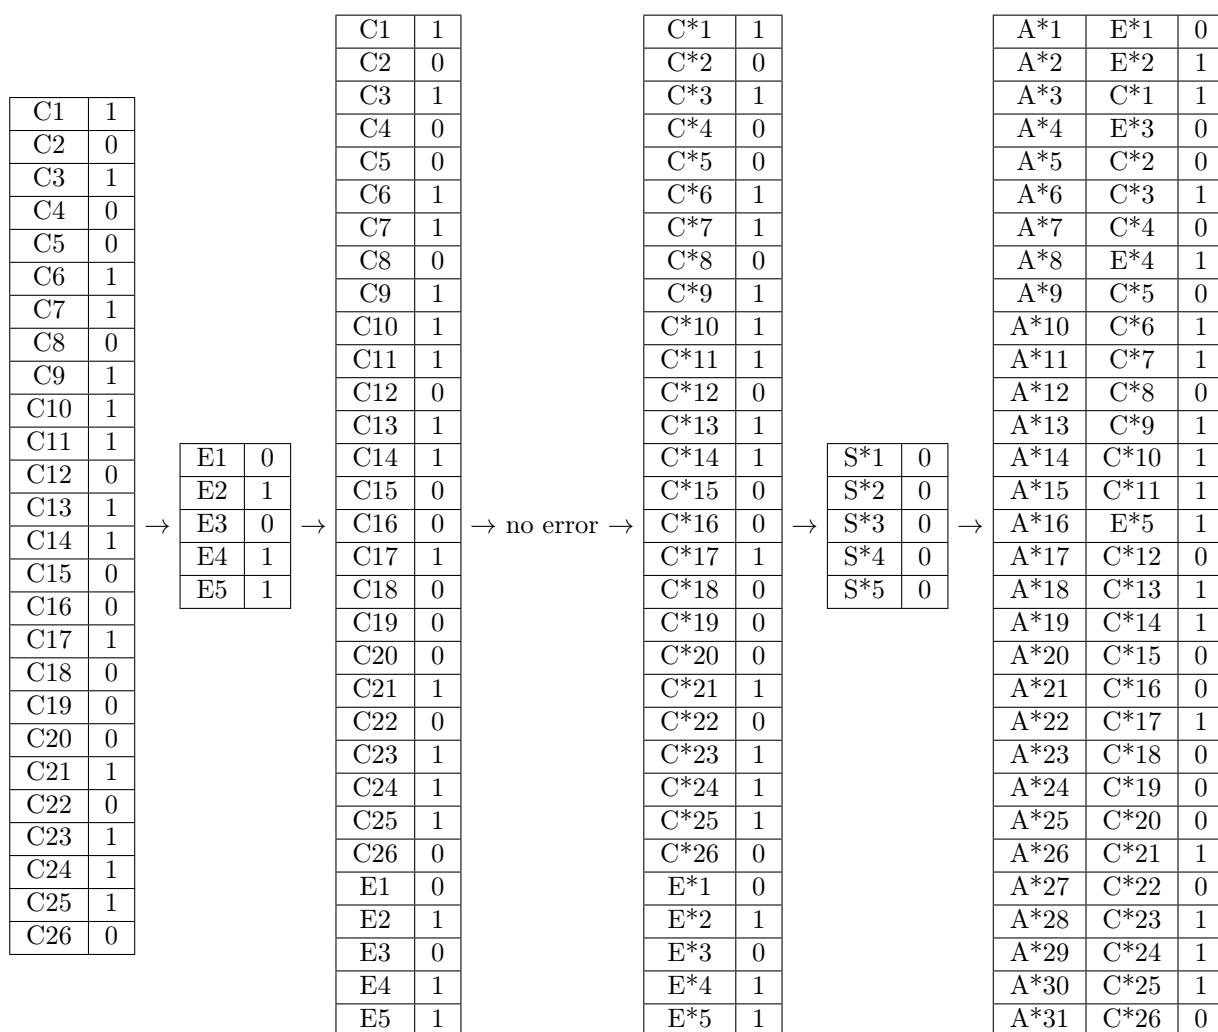 C1 1
C2 0
C3 1
C4 0
C5 0
C6 1
C7 1
C8 0
C9 1
C10 1
C11 1
C12 0
C13 1
C14 1
C15 0
C16 0
C17 1
C18 0
C19 0
C20 0
C21 1
C22 0
C23 1
C24 1
C25 1
C26 0
→
E1 0
E2 1
E3 0
E4 1
E5 1
→
C1 1
C2 0
C3 1
C4 0
C5 0
C6 1
C7 1
C8 0
C9 1
C10 1
C11 1
C12 0
C13 1
C14 1
C15 0
C16 0
C17 1
C18 0
C19 0
C20 0
C21 1
C22 0
C23 1
C24 1
C25 1
C26 0
E1 0
E2 1
E3 0
E4 1
E5 1
→ no error →
C*1 1
C*2 0
C*3 1
C*4 0
C*5 0
C*6 1
C*7 1
C*8 0
C*9 1
C*10 1
C*11 1
C*12 0
C*13 1
C*14 1
C*15 0
C*16 0
C*17 1
C*18 0
C*19 0
C*20 0
C*21 1
C*22 0
C*23 1
C*24 1
C*25 1
C*26 0
E*1 0
E*2 1
E*3 0
E*4 1
E*5 1
→
S*1 0
S*2 0
S*3 0
S*4 0
S*5 0
→
A*1 E*1 0
A*2 E*2 1
A*3 C*1 1
A*4 E*3 0
A*5 C*2 0
A*6 C*3 1
A*7 C*4 0
A*8 E*4 1
A*9 C*5 0
A*10 C*6 1
A*11 C*7 1
A*12 C*8 0
A*13 C*9 1
A*14 C*10 1
A*15 C*11 1
A*16 E*5 1
A*17 C*12 0
A*18 C*13 1
A*19 C*14 1
A*20 C*15 0
A*21 C*16 0
A*22 C*17 1
A*23 C*18 0
A*24 C*19 0
A*25 C*20 0
A*26 C*21 1
A*27 C*22 0
A*28 C*23 1
A*29 C*24 1
A*30 C*25 1
A*31 C*26 0